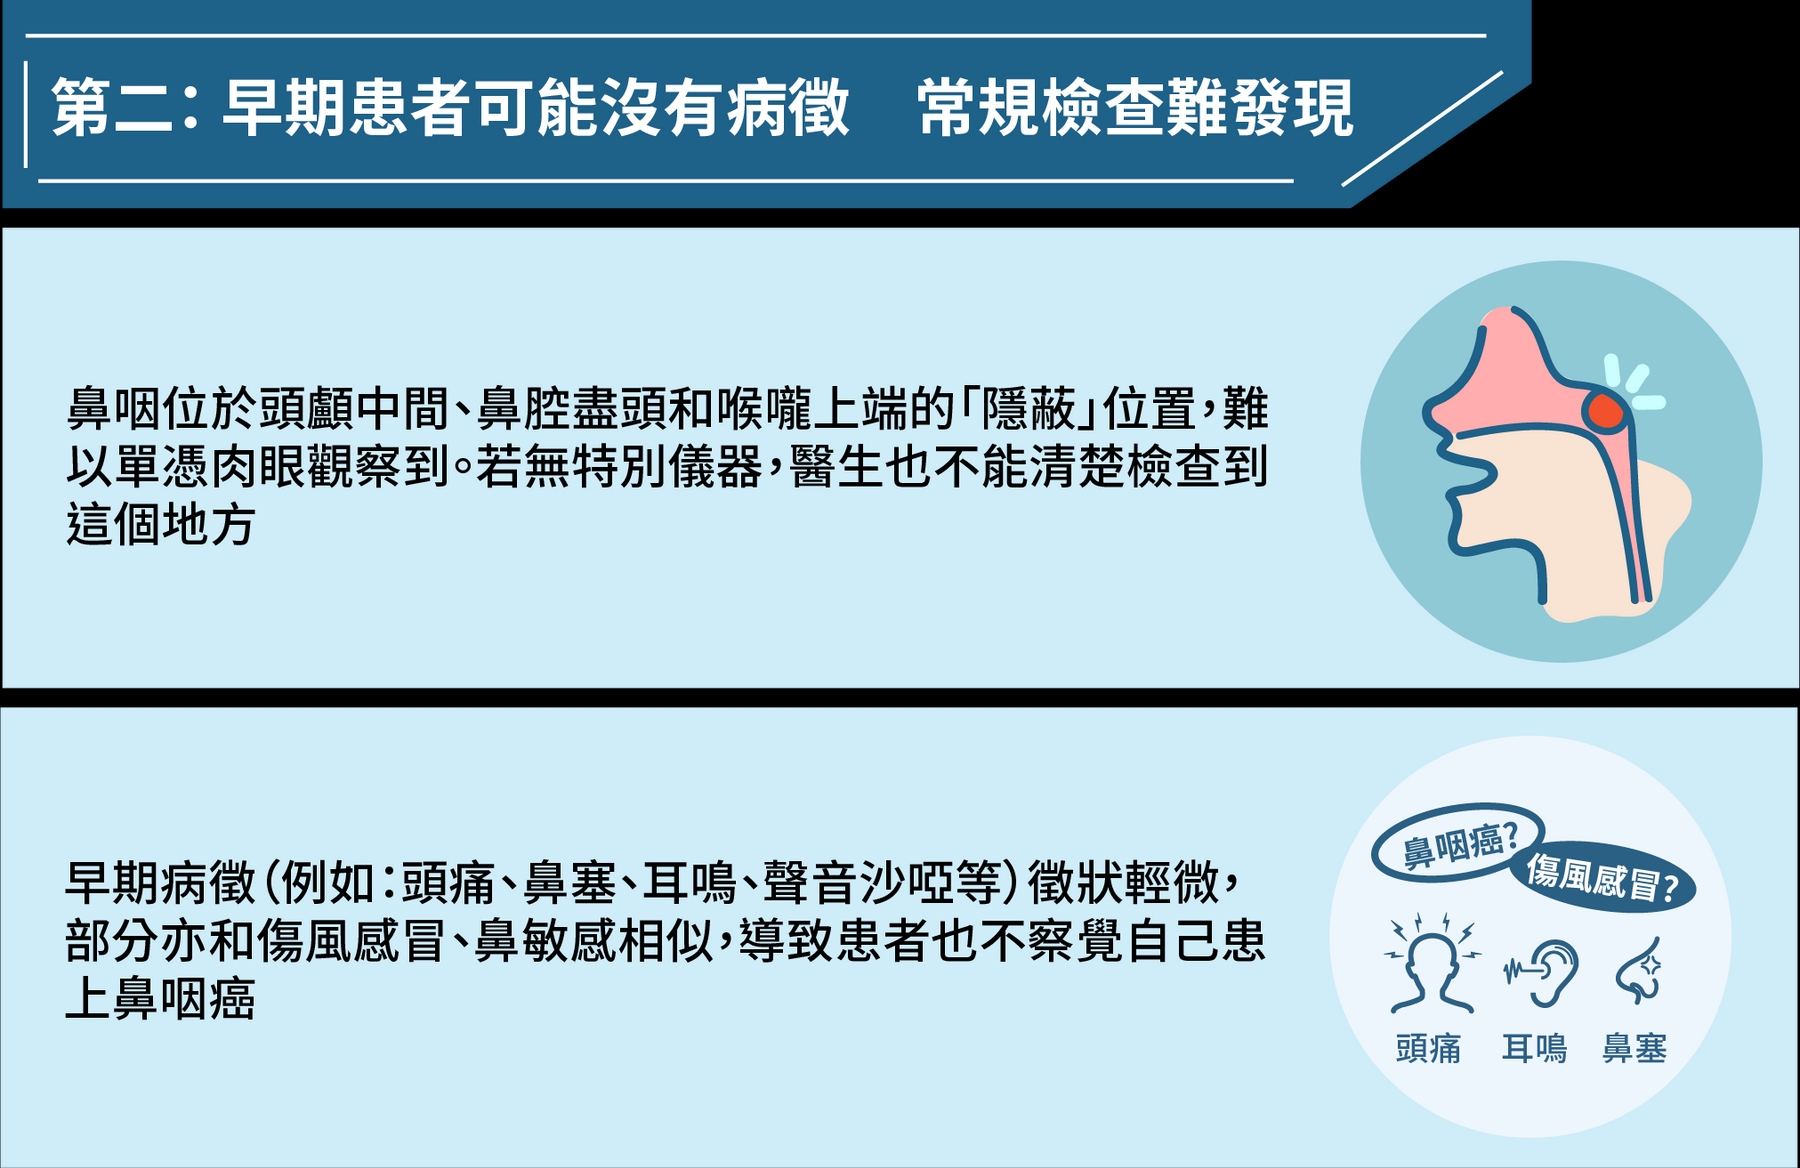 第二：早期患者可能沒有病徵　常規檢查難發現
鼻咽位於頭顱中間、鼻腔盡頭和喉嚨上端的「隱蔽」位置，難
以單憑肉眼觀察到。若無特別儀器，醫生也不能清楚檢查到
這個地方
早期病徵（例如：頭痛、鼻塞、耳鳴、聲音沙啞等）徵狀輕微，
部分亦和傷風感冒、鼻敏感相似，導致患者也不察覺自己患
上鼻咽癌
鼻咽癌？
傷風感冒？
頭痛
耳鳴
鼻塞